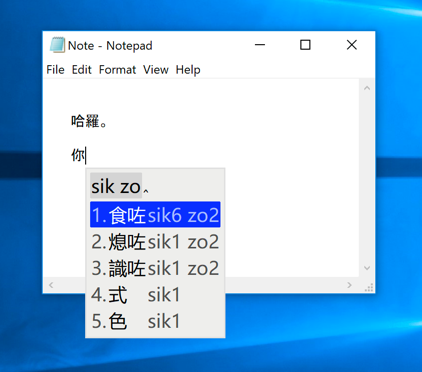 Note - Notepad
File Edit Format View Help
哈羅。
你
sik zo‸
1.食咗sik6 zo2
2.熄咗sik1 zo2
3.識咗sik1 zo2
4.式 sik1
5.色 sik1